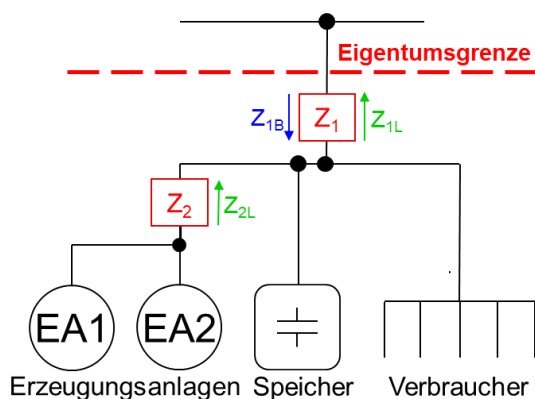 Eigentumsgrenze
Z1B Z1 Z1L
Z2 Z2L
EA1 EA2
Erzeugungsanlagen Speicher Verbraucher